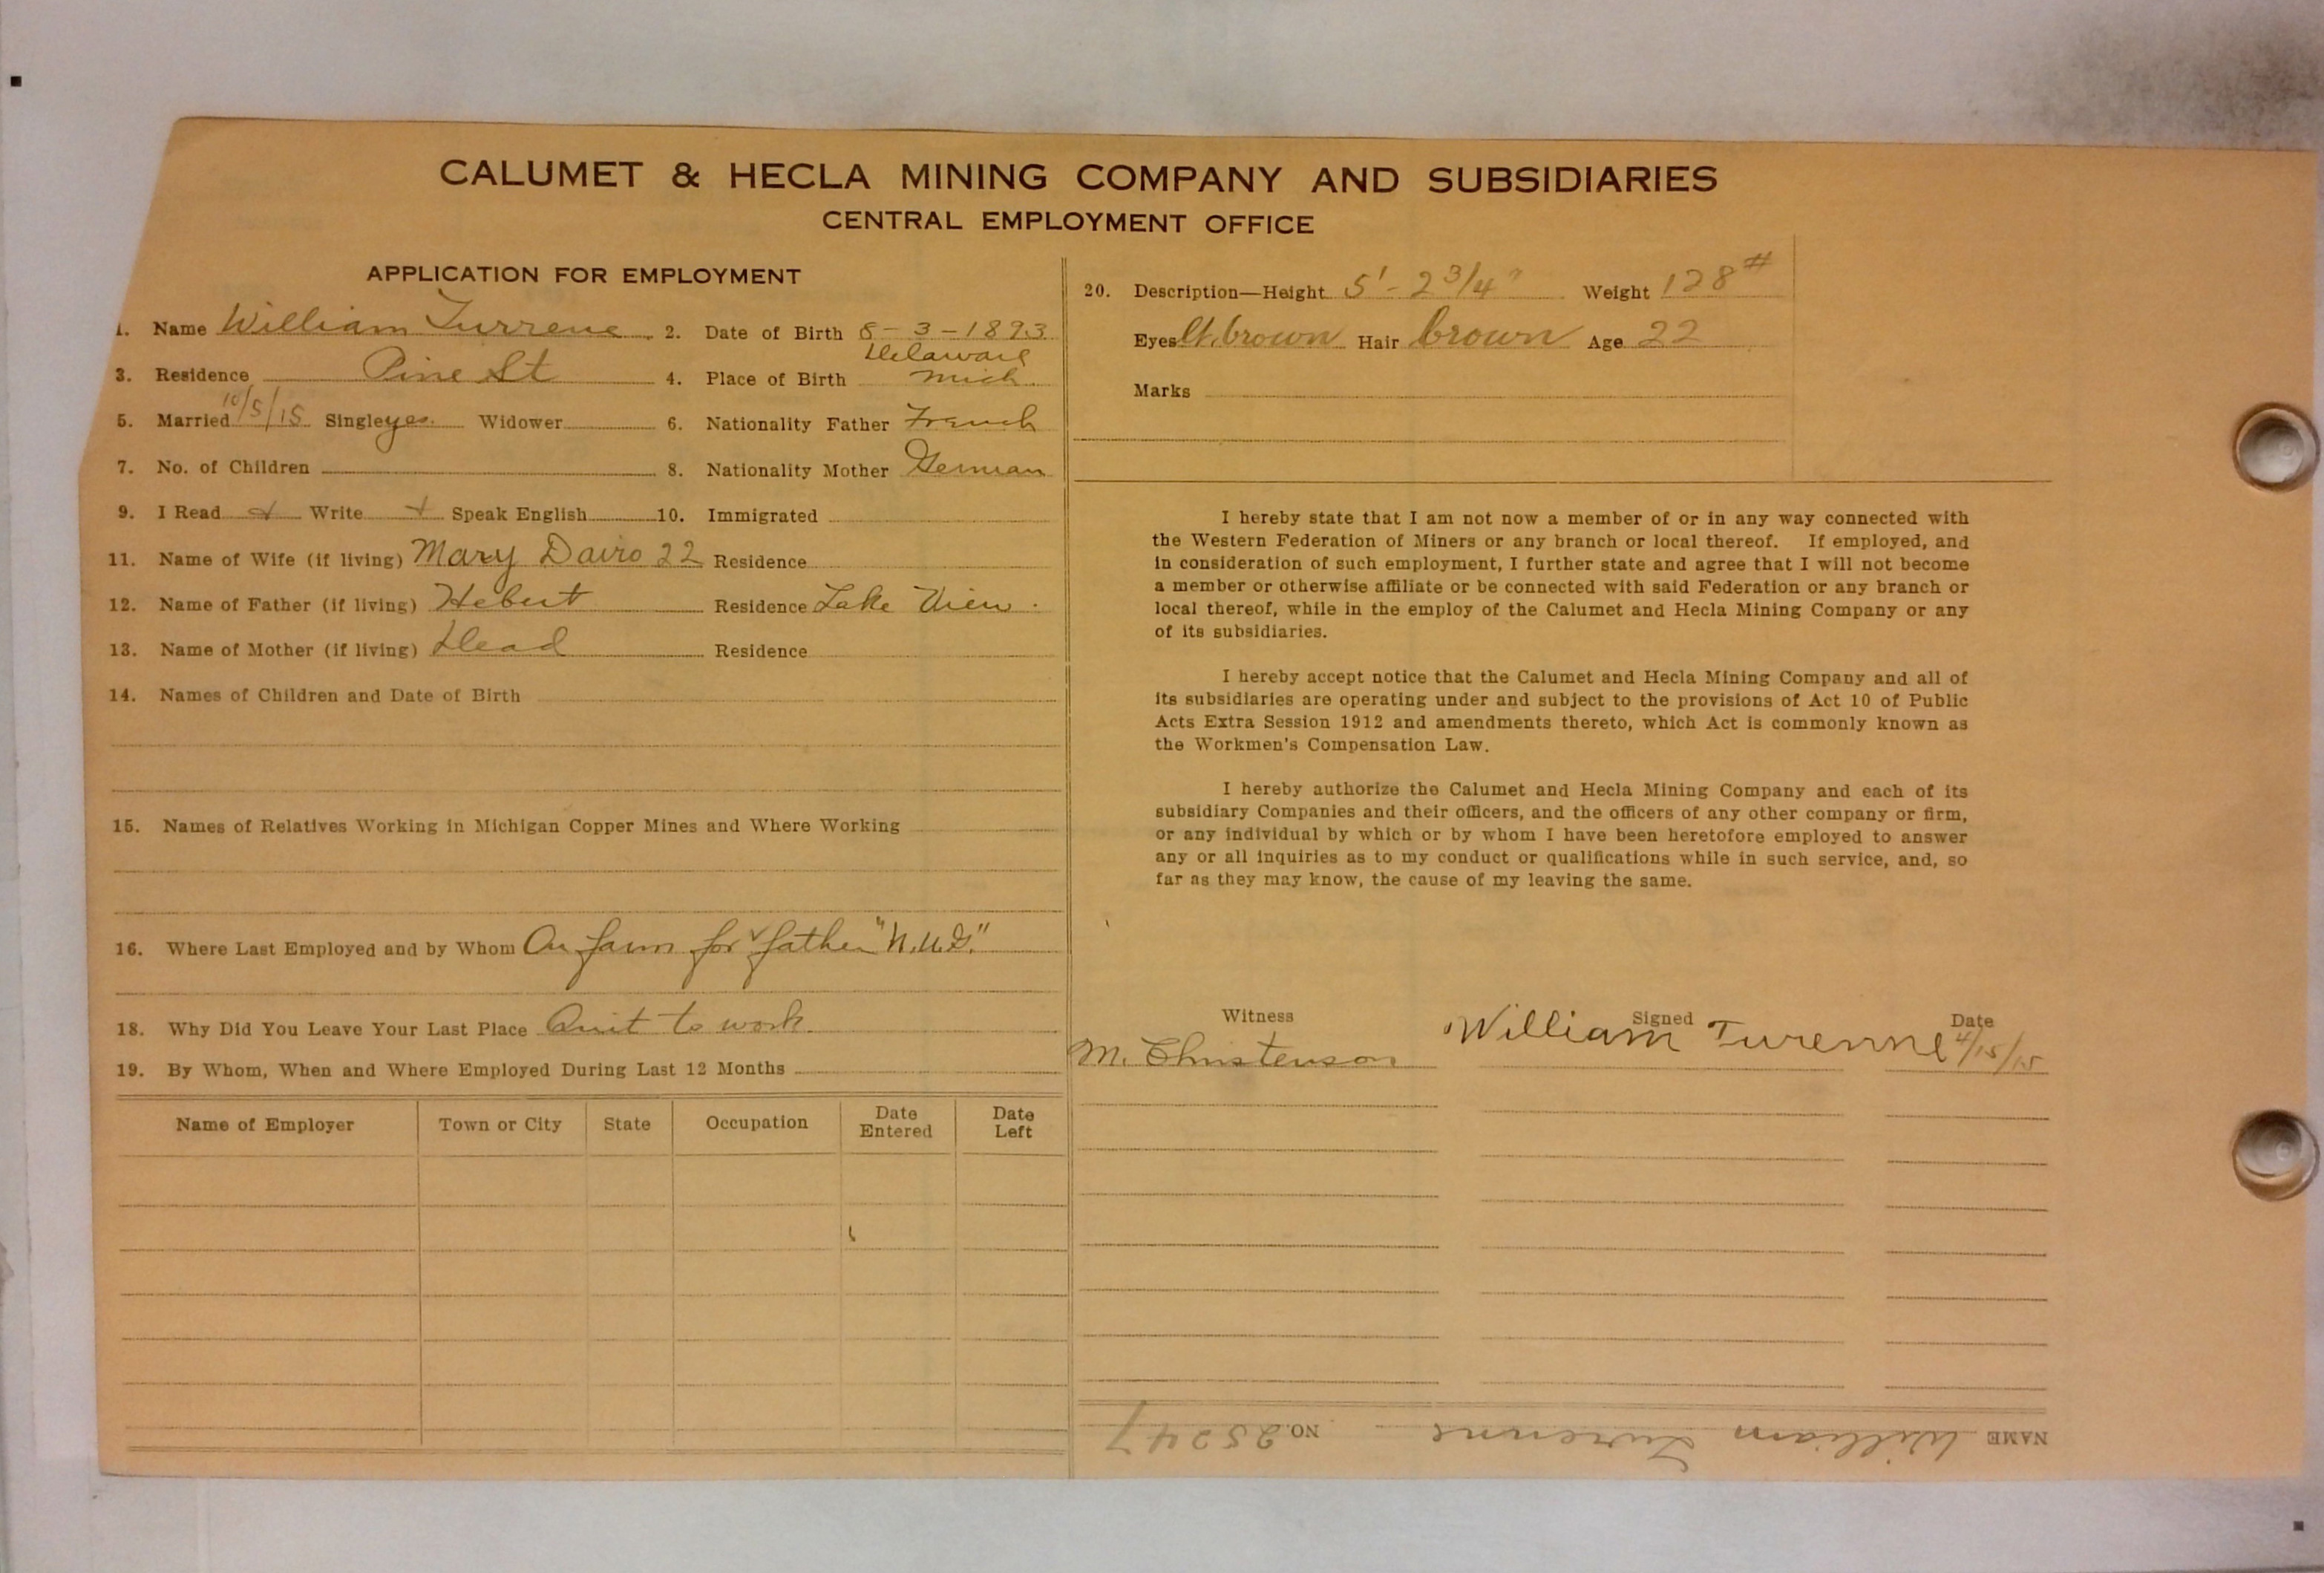 CALUMET & HECLA MINING COMPANY AND SUBSIDIARIES
CENTRAL EMPLOYMENT OFFICE
APPLICATION FOR EMPLOYMENT
1. Name William Turrene 2. Date of Birth 8-3-1893
3. Residence Pine St 4. Place of Birth Delaware Mich.
5. Married 10/5/15 Single yes. Widower 6. Nationality Father French
7. No. of Children 8. Nationality Mother German
9. I Read Write Speak English 10. Immigrated
11. Name of Wife (if living) Mary Dairo 22 Residence
12. Name of Father (if living) Hebert Residence Lake View.
13. Name of Mother (if living) Dead Residence
14. Names of Children and Date of Birth
15. Names of Relatives Working in Michigan Copper Mines and Where Working
16. Where Last Employed and by Whom On farm for father
18. Why Did You Leave Your Last Place Quit to work.
19. By Whom, When and Where Employed During Last 12 Months
Name of Employer Town or City State Occupation Date Entered Date Left
20. Description—Height 5' - 2 3/4" Weight 128 #
Eyes lt. brown Hair brown Age 22
Marks
I hereby state that I am not now a member of or in any way connected with
the Western Federation of Miners or any branch or local thereof. If employed, and
in consideration of such employment, I further state and agree that I will not become
a member or otherwise affiliate or be connected with said Federation or any branch or
local thereof, while in the employ of the Calumet and Hecla Mining Company or any
of its subsidiaries.
I hereby accept notice that the Calumet and Hecla Mining Company and all of
its subsidiaries are operating under and subject to the provisions of Act 10 of Public
Acts Extra Session 1912 and amendments thereto, which Act is commonly known as
the Workmen's Compensation Law.
I hereby authorize the Calumet and Hecla Mining Company and each of its
subsidiary Companies and their officers, and the officers of any other company or firm,
or any individual by which or by whom I have been heretofore employed to answer
any or all inquiries as to my conduct or qualifications while in such service, and, so
far as they may know, the cause of my leaving the same.
Witness Signed Date
M. Christenson William Turenne 4/15/15
NAME William Turenne NO. 25247